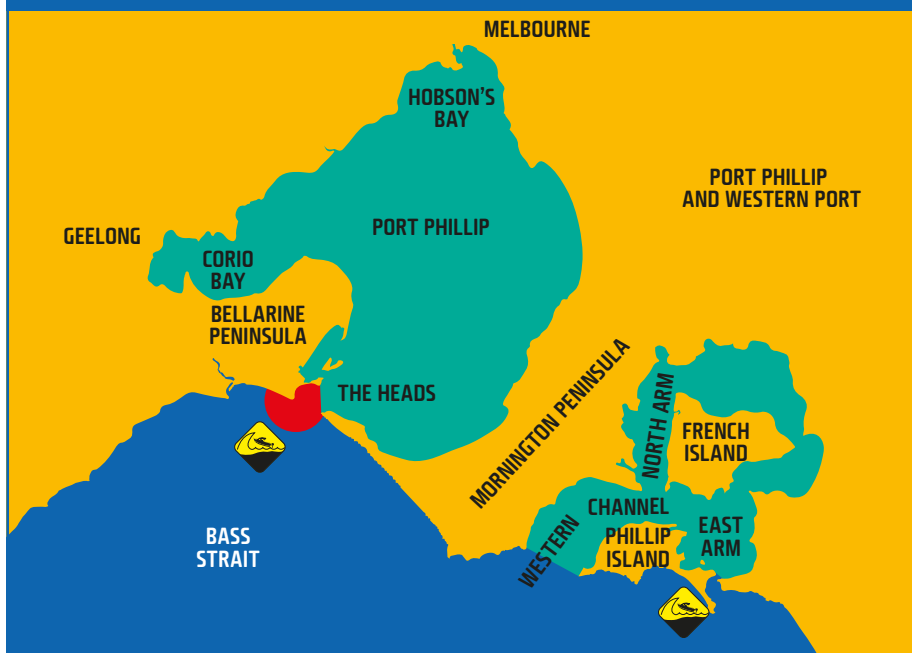 MELBOURNE
HOBSON'S
BAY
PORT PHILLIP
AND WESTERN PORT
PORT PHILLIP
GEELONG
CORIO
BAY
BELLARINE
PENINSULA
THE HEADS
MORNINGTON PENINSULA
NORTH ARM
FRENCH
ISLAND
WESTERN
CHANNEL
PHILLIP
ISLAND
EAST
ARM
BASS
STRAIT